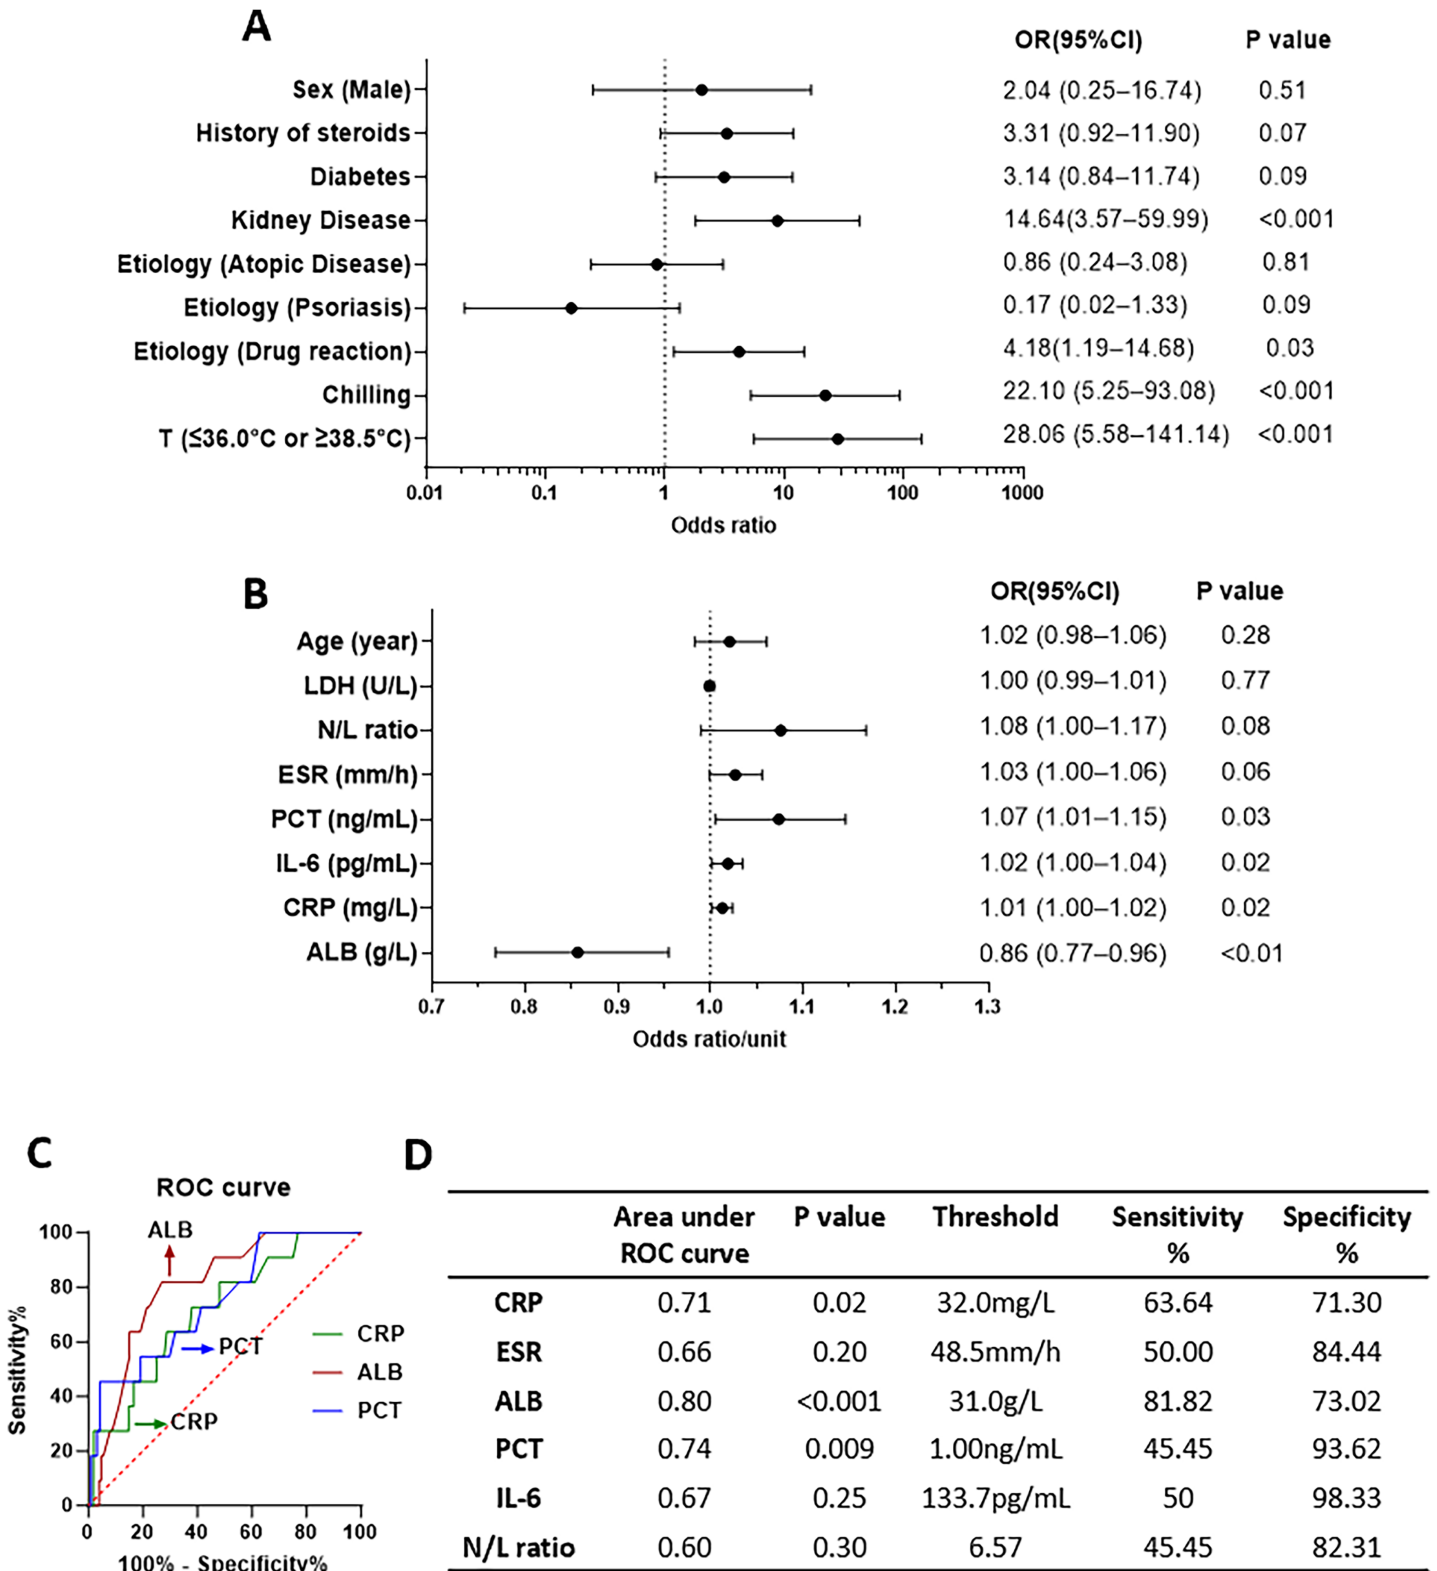 A
OR(95%CI) P value
Sex (Male) 2.04 (0.25–16.74) 0.51
History of steroids 3.31 (0.92–11.90) 0.07
Diabetes 3.14 (0.84–11.74) 0.09
Kidney Disease 14.64(3.57–59.99) <0.001
Etiology (Atopic Disease) 0.86 (0.24–3.08) 0.81
Etiology (Psoriasis) 0.17 (0.02–1.33) 0.09
Etiology (Drug reaction) 4.18(1.19–14.68) 0.03
Chilling 22.10 (5.25–93.08) <0.001
T (≤36.0°C or ≥38.5°C) 28.06 (5.58–141.14) <0.001
0.01 0.1 1 10 100 1000
Odds ratio
B
OR(95%CI) P value
Age (year) 1.02 (0.98–1.06) 0.28
LDH (U/L) 1.00 (0.99–1.01) 0.77
N/L ratio 1.08 (1.00–1.17) 0.08
ESR (mm/h) 1.03 (1.00–1.06) 0.06
PCT (ng/mL) 1.07 (1.01–1.15) 0.03
IL-6 (pg/mL) 1.02 (1.00–1.04) 0.02
CRP (mg/L) 1.01 (1.00–1.02) 0.02
ALB (g/L) 0.86 (0.77–0.96) <0.01
0.7 0.8 0.9 1.0 1.1 1.2 1.3
Odds ratio/unit
C
ROC curve
Sensitivity%
100
80
60
40
20
0
ALB
PCT
CRP
CRP
ALB
PCT
0 20 40 60 80 100
100% - Specificity%
D
Area under P value Threshold Sensitivity Specificity
ROC curve % %
CRP 0.71 0.02 32.0mg/L 63.64 71.30
ESR 0.66 0.20 48.5mm/h 50.00 84.44
ALB 0.80 <0.001 31.0g/L 81.82 73.02
PCT 0.74 0.009 1.00ng/mL 45.45 93.62
IL-6 0.67 0.25 133.7pg/mL 50 98.33
N/L ratio 0.60 0.30 6.57 45.45 82.31